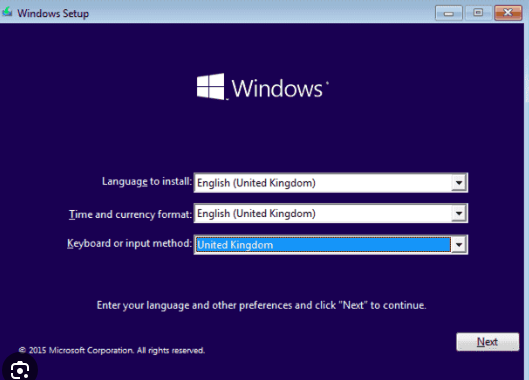 Windows Setup
Windows
Language to install: English (United Kingdom)
Time and currency format: English (United Kingdom)
Keyboard or input method: United Kingdom
Enter your language and other preferences and click "Next" to continue.
Next
© 2015 Microsoft Corporation. All rights reserved.